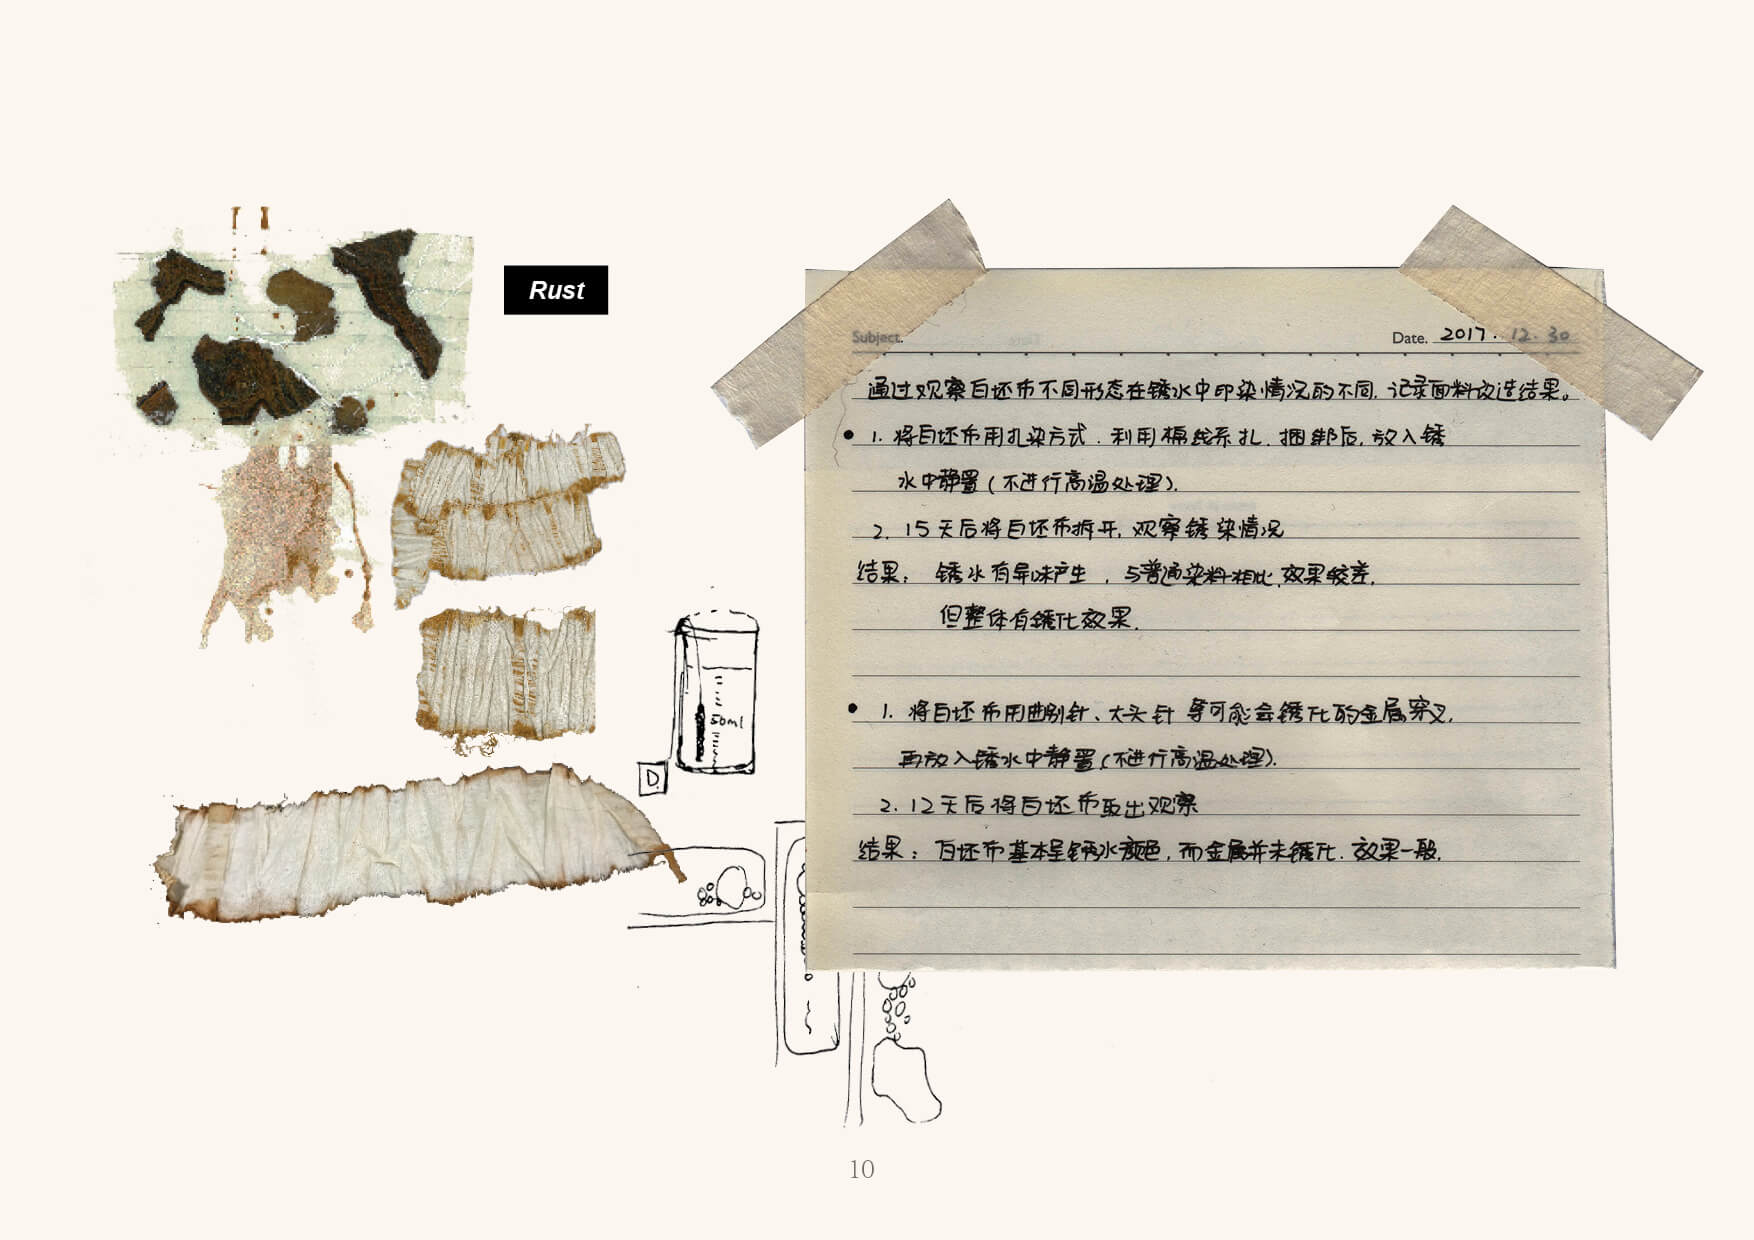 Rust
Subject.
Date. 2017. 12. 30
通过观察白坯布不同形态在锈水中印染情况的不同,记录面料改造结果。
• 1. 将白坯布用扎染方式.利用棉线系扎.捆绑后,放入锈
水中静置(不进行高温处理).
2. 15天后将白坯布拆开,观察锈染情况
结果: 锈水有异味产生,与普通染料相比,效果较差,
但整体有锈化效果.
• 1. 将白坯布用曲别针、大头针等可能会锈化的金属穿叉,
再放入锈水中静置(不进行高温处理).
2. 12天后将白坯布取出观察
结果: 白坯布基本呈锈水颜色,而金属并未锈化.效果一般.
50ml
D.
10